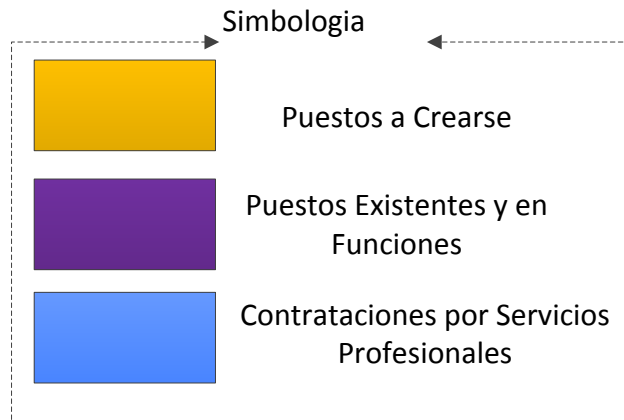 Simbologia
Puestos a Crearse
Puestos Existentes y en
Funciones
Contrataciones por Servicios
Profesionales